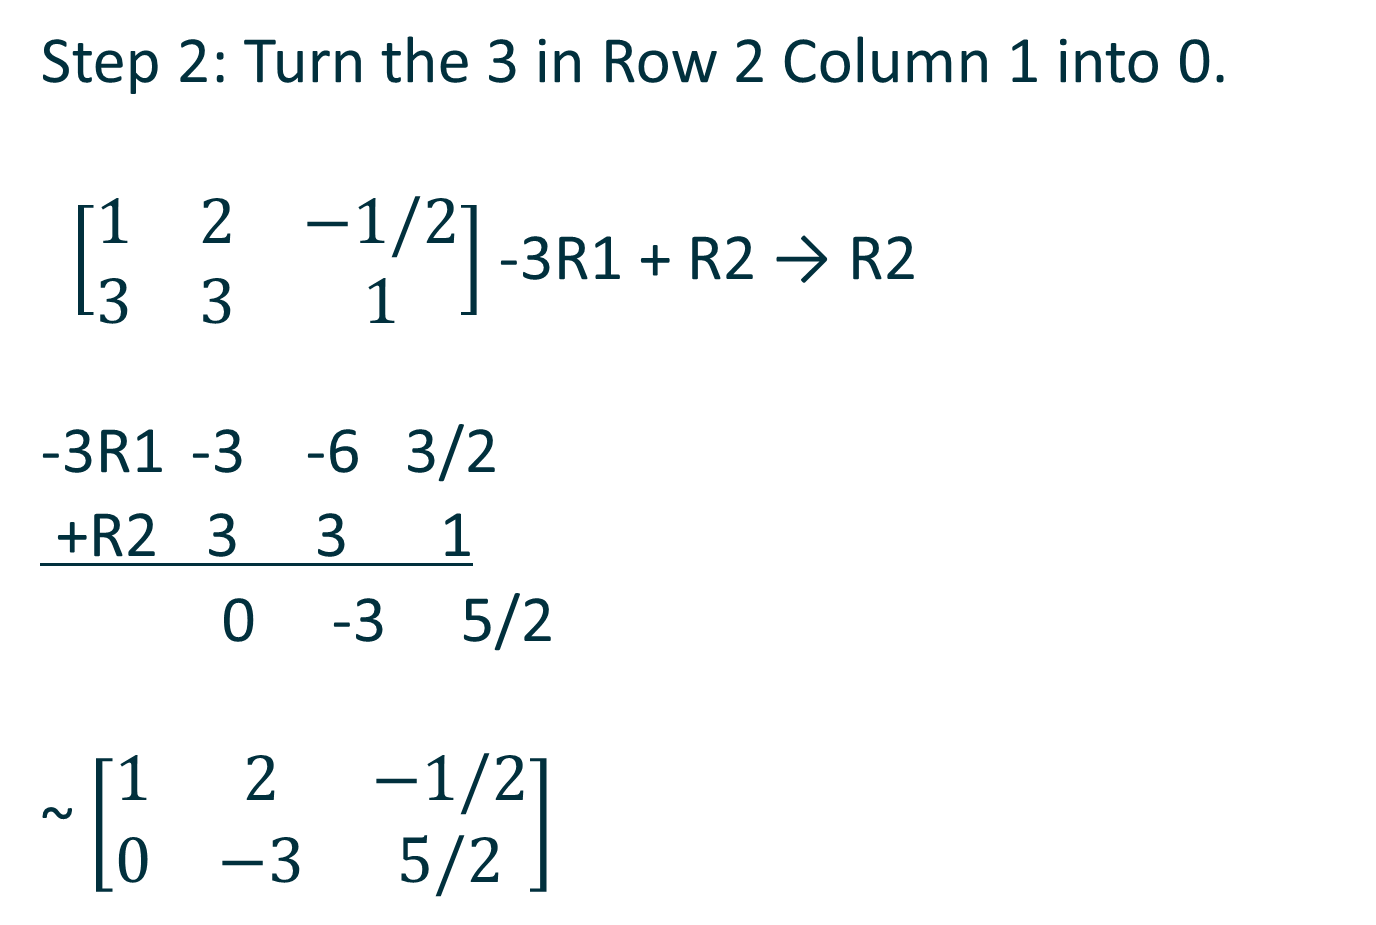 Step 2: Turn the 3 in Row 2 Column 1 into 0.
[1 2 −1/2]
[3 3 1] -3R1 + R2 → R2
-3R1 -3 -6 3/2
+R2 3 3 1
0 -3 5/2
~ [1 2 −1/2]
[0 −3 5/2]